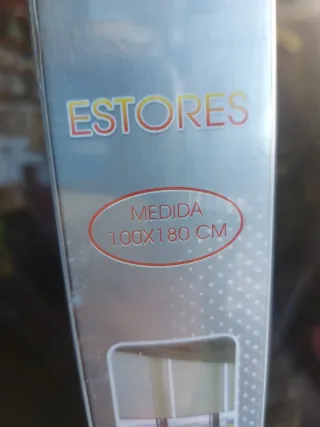 ESTORES
MEDIDA
100X180 CM